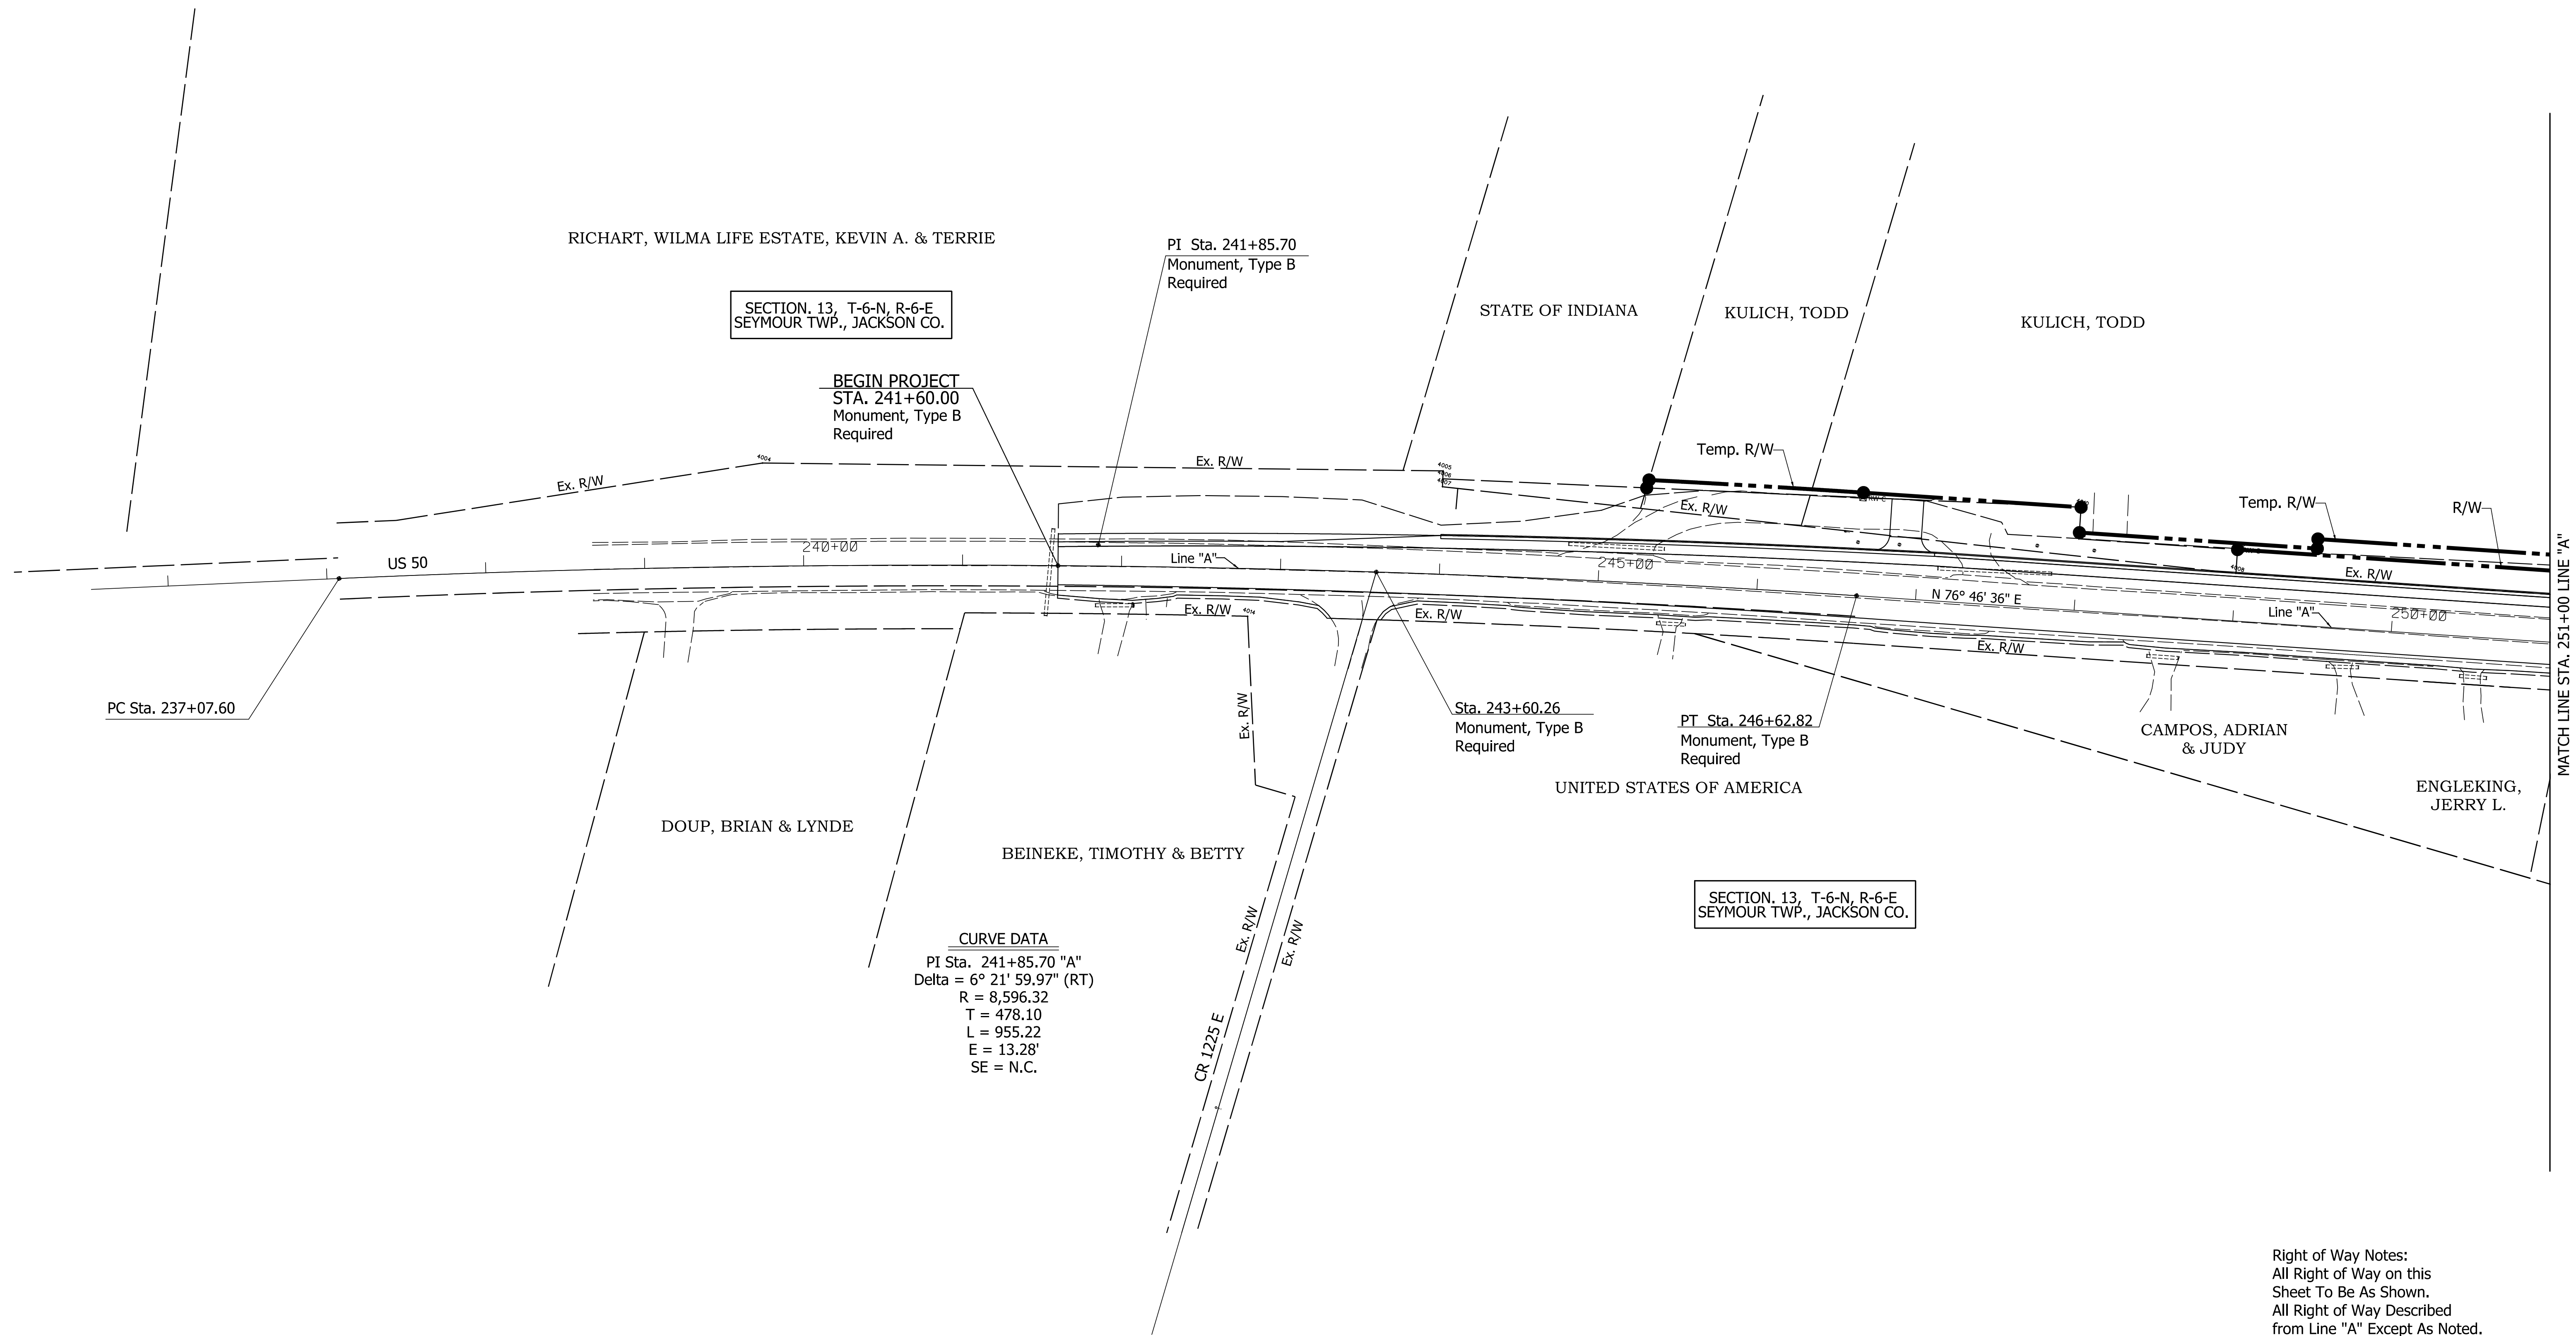 RICHART, WILMA LIFE ESTATE, KEVIN A. & TERRIE
SECTION. 13, T-6-N, R-6-E
SEYMOUR TWP., JACKSON CO.
PI Sta. 241+85.70
Monument, Type B
Required
STATE OF INDIANA
KULICH, TODD
KULICH, TODD
BEGIN PROJECT
STA. 241+60.00
Monument, Type B
Required
Temp. R/W
Temp. R/W
R/W
4004
Ex. R/W
Ex. R/W
4005
4006
4007
Ex. R/W
US 50
240+00
Line "A"
245+00
4008
Ex. R/W
N 76° 46' 36" E
Line "A"
250+00
Ex. R/W
4014
Ex. R/W
Ex. R/W
MATCH LINE STA. 251+00 LINE "A"
PC Sta. 237+07.60
Ex. R/W
Sta. 243+60.26
Monument, Type B
Required
PT Sta. 246+62.82
Monument, Type B
Required
CAMPOS, ADRIAN
& JUDY
UNITED STATES OF AMERICA
ENGLEKING,
JERRY L.
DOUP, BRIAN & LYNDE
BEINEKE, TIMOTHY & BETTY
SECTION. 13, T-6-N, R-6-E
SEYMOUR TWP., JACKSON CO.
CURVE DATA
PI Sta. 241+85.70 "A"
Delta = 6° 21' 59.97" (RT)
R = 8,596.32
T = 478.10
L = 955.22
E = 13.28'
SE = N.C.
Ex. R/W
Ex. R/W
CR 1225 E
Right of Way Notes:
All Right of Way on this
Sheet To Be As Shown.
All Right of Way Described
from Line "A" Except As Noted.